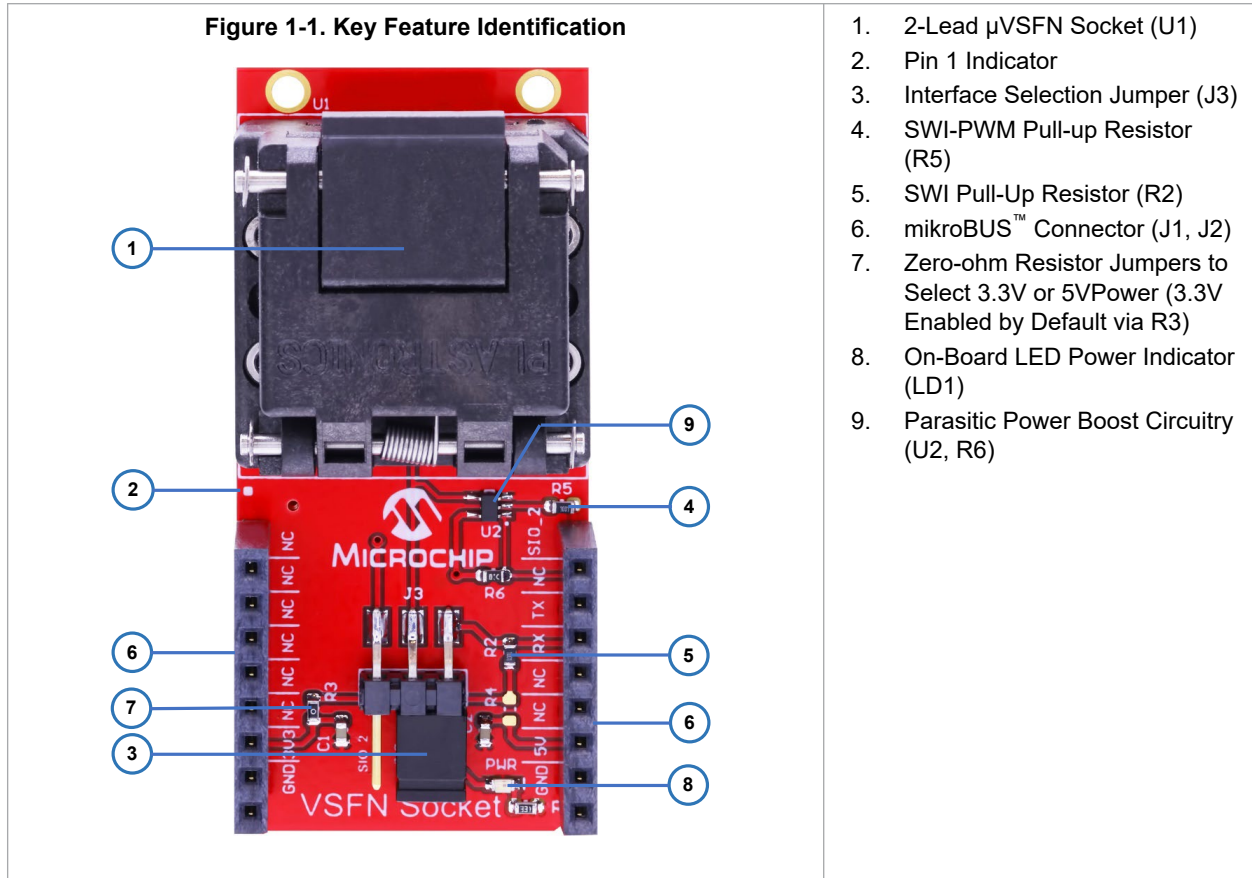 Figure 1-1. Key Feature Identification
U1
1
PLASTRONICS
9
2
R5
4
U2
SIO_2
MICROCHIP
NC
NC
NC
R6
J3
NC
TX
NC
R2
RX
6
NC
5
NC
R3
R4
NC
NC
6
7
3V3
C1
SIO_2
5V
3
GND
PWR
GND
8
VSFN Socket
1. 2-Lead µVSFN Socket (U1)
2. Pin 1 Indicator
3. Interface Selection Jumper (J3)
4. SWI-PWM Pull-up Resistor
(R5)
5. SWI Pull-Up Resistor (R2)
6. mikroBUS™ Connector (J1, J2)
7. Zero-ohm Resistor Jumpers to
Select 3.3V or 5VPower (3.3V
Enabled by Default via R3)
8. On-Board LED Power Indicator
(LD1)
9. Parasitic Power Boost Circuitry
(U2, R6)